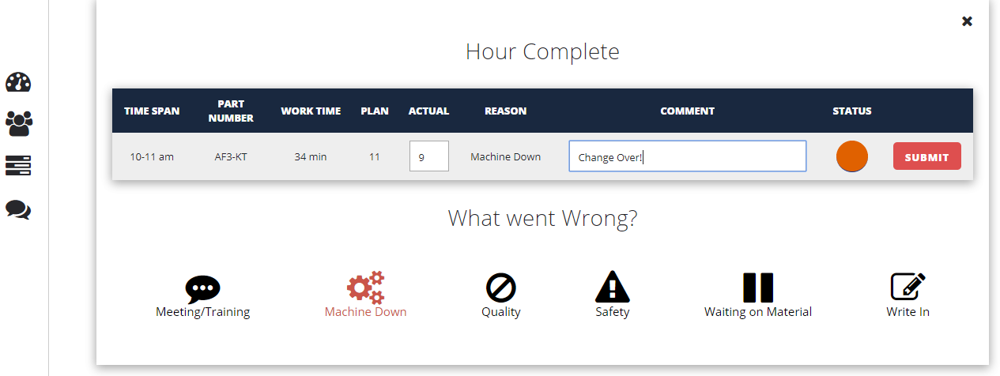 Hour Complete
TIME SPAN PART NUMBER WORK TIME PLAN ACTUAL REASON COMMENT STATUS
10-11 am AF3-KT 34 min 11 9 Machine Down Change Over! SUBMIT
What went Wrong?
Meeting/Training Machine Down Quality Safety Waiting on Material Write In